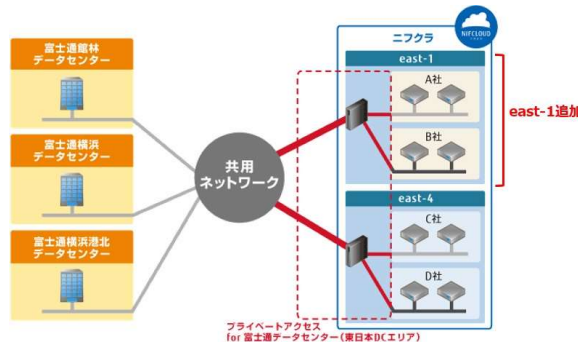 富士通館林
データセンター
富士通横浜
データセンター
富士通横浜港北
データセンター
共用
ネットワーク
ニフクラ
NIFCLOUD
east-1
A社
B社
east-1追加
east-4
C社
D社
プライベートアクセス
for 富士通データセンター(東日本DCエリア)